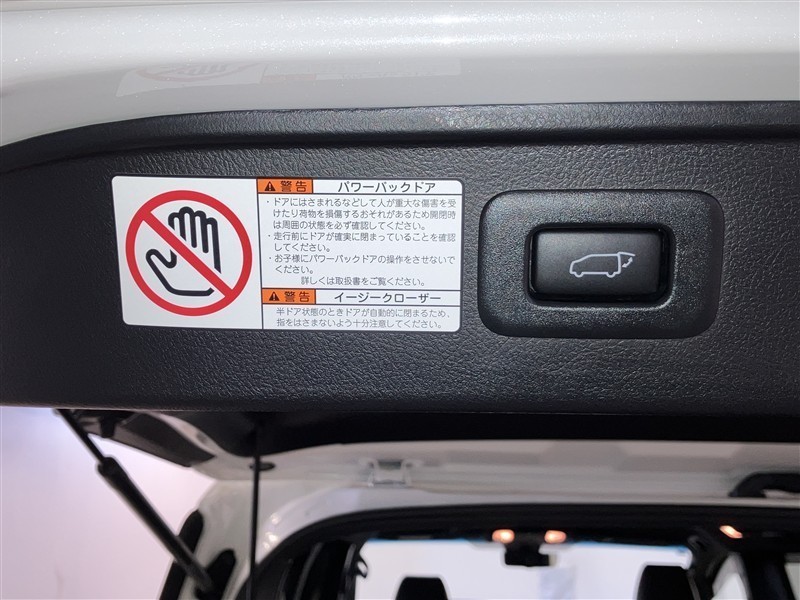 警告 パワーバックドア
・ドアにはさまれるなどして人が重大な傷害を受
けたり荷物を損傷するおそれがあるため開閉時
は周囲の状態を必ず確認してください。
・走行前にドアが確実に閉まっていることを確認
してください。
・お子様にパワーバックドアの操作をさせないで
ください。
詳しくは取扱書をご覧ください。
警告 イージークローザー
半ドア状態のときドアが自動的に閉まるため、
指をはさまないよう十分注意してください。